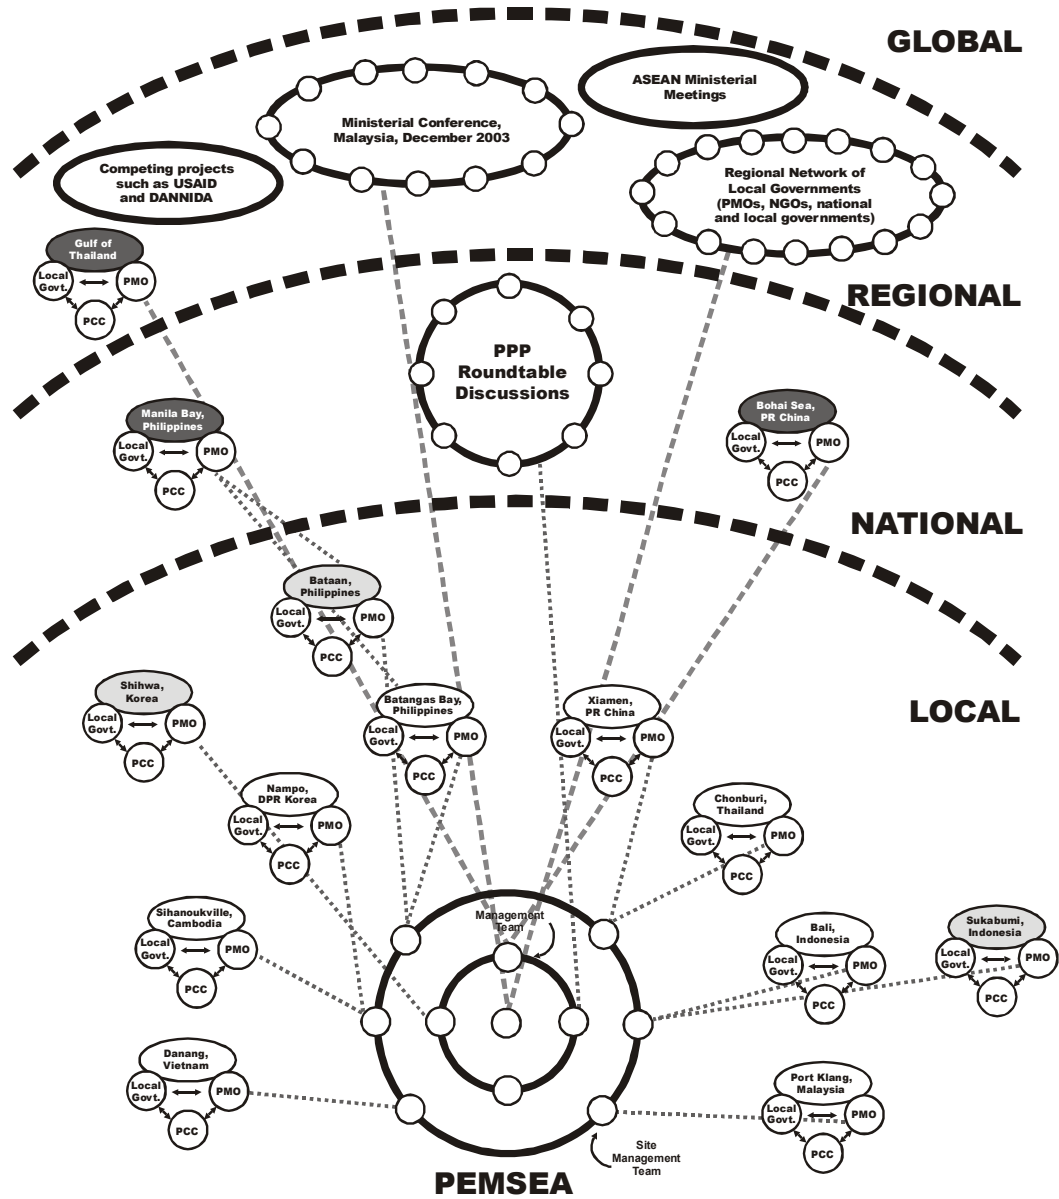 GLOBAL
ASEAN Ministerial
Meetings
Ministerial Conference,
Malaysia, December 2003
Competing projects
such as USAID
and DANNIDA
Regional Network of
Local Governments
(PMOs, NGOs, national
and local governments)
Gulf of
Thailand
Local
Govt.
PMO
PCC
REGIONAL
PPP
Roundtable
Discussions
Manila Bay,
Philippines
Local
Govt.
PMO
PCC
Bohai Sea,
PR China
Local
Govt.
PMO
PCC
NATIONAL
Bataan,
Philippines
Local
Govt.
PMO
PCC
Shihwa,
Korea
Local
Govt.
PMO
PCC
Batangas Bay,
Philippines
Local
Govt.
PMO
PCC
Xiamen,
PR China
Local
Govt.
PMO
PCC
LOCAL
Nampo,
DPR Korea
Local
Govt.
PMO
PCC
Chonburi,
Thailand
Local
Govt.
PMO
PCC
Sihanoukville,
Cambodia
Local
Govt.
PMO
PCC
Management
Team
Bali,
Indonesia
Local
Govt.
PMO
PCC
Sukabumi,
Indonesia
Local
Govt.
PMO
PCC
Danang,
Vietnam
Local
Govt.
PMO
PCC
Port Klang,
Malaysia
Local
Govt.
PMO
PCC
Site
Management
Team
PEMSEA